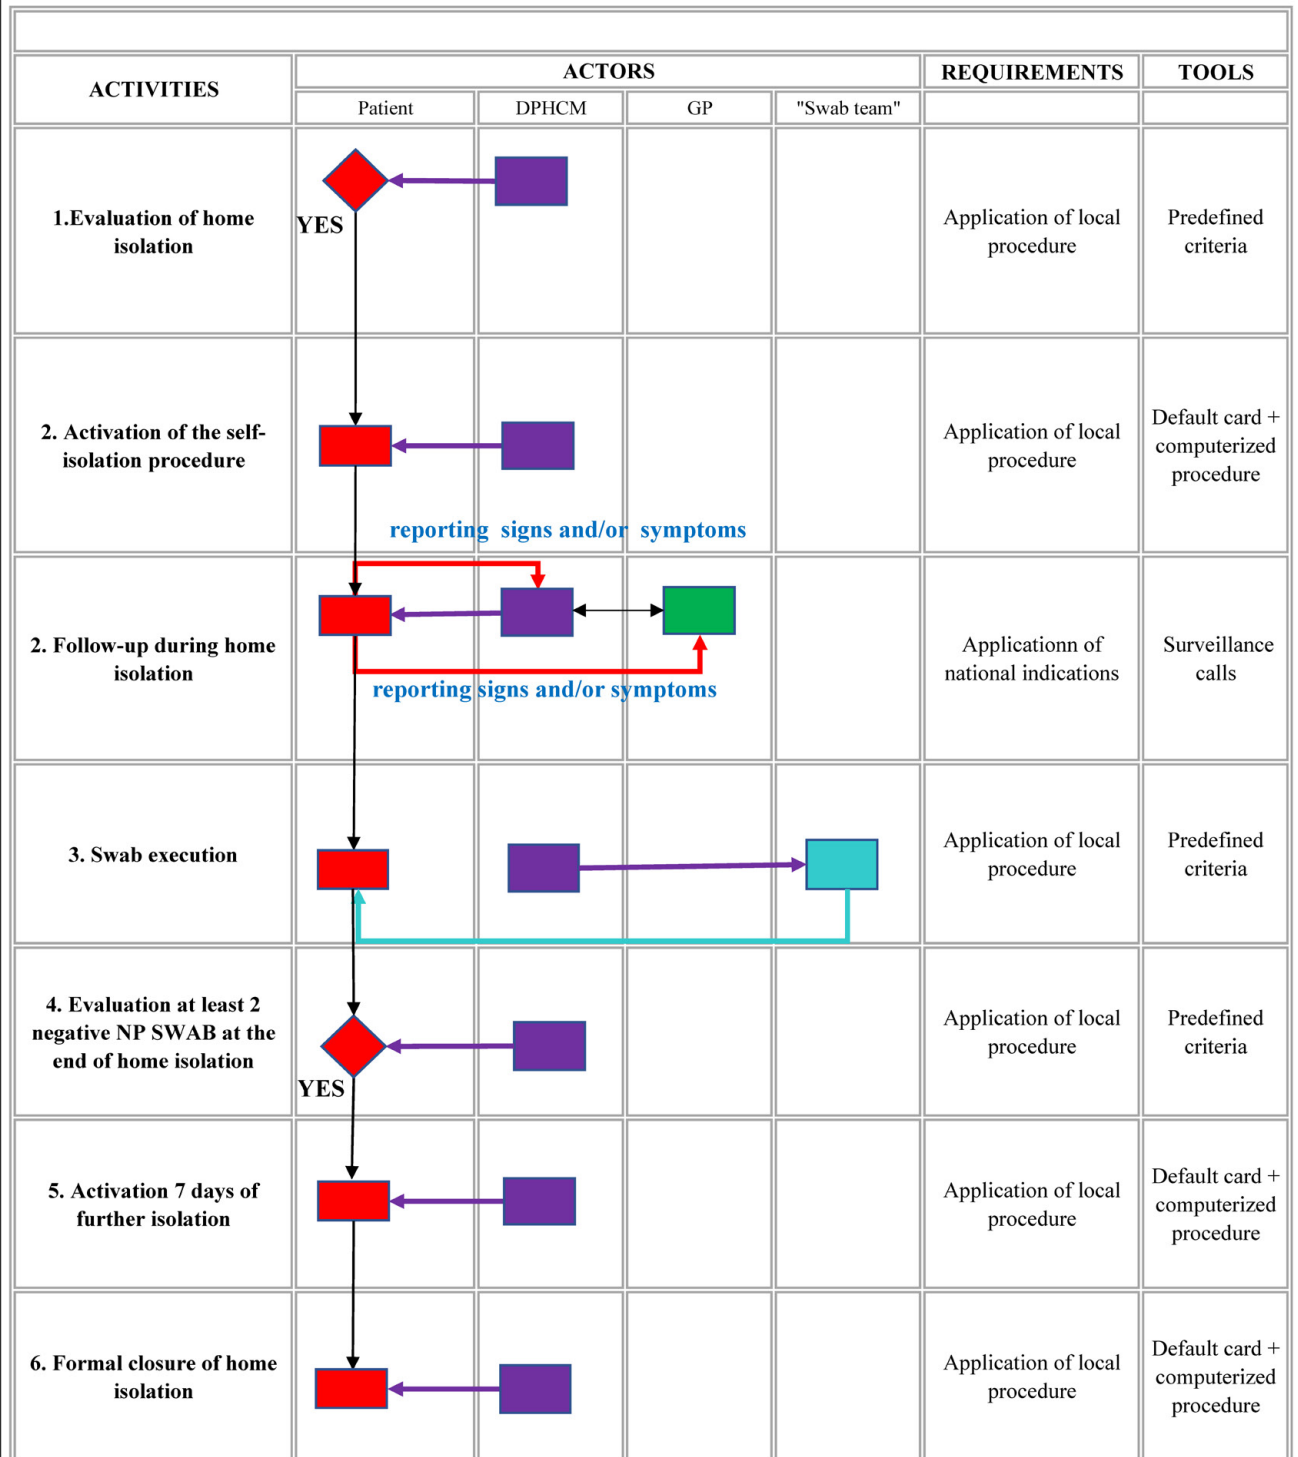 ACTIVITIES
ACTORS
REQUIREMENTS
TOOLS
Patient
DPHCM
GP
"Swab team"
1.Evaluation of home
isolation
YES
Application of local
procedure
Predefined
criteria
2. Activation of the self-
isolation procedure
Application of local
procedure
Default card +
computerized
procedure
reporting signs and/or symptoms
2. Follow-up during home
isolation
reporting signs and/or symptoms
Applicationn of
national indications
Surveillance
calls
3. Swab execution
Application of local
procedure
Predefined
criteria
4. Evaluation at least 2
negative NP SWAB at the
end of home isolation
YES
Application of local
procedure
Predefined
criteria
5. Activation 7 days of
further isolation
Application of local
procedure
Default card +
computerized
procedure
6. Formal closure of home
isolation
Application of local
procedure
Default card +
computerized
procedure